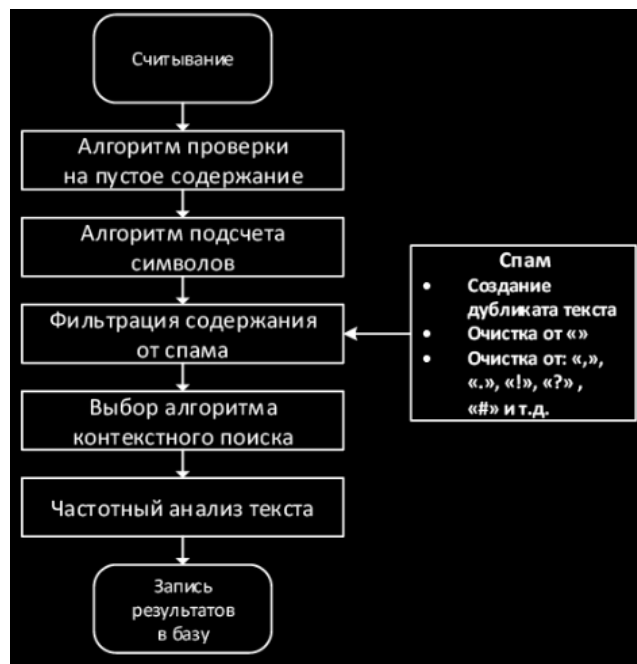 Считывание
Алгоритм проверки
на пустое содержание
Алгоритм подсчета
символов
Фильтрация содержания
от спама
Спам
• Создание
дубликата текста
• Очистка от «»
• Очистка от: «,»,
«.», «!», «?» ,
«#» и т.д.
Выбор алгоритма
контекстного поиска
Частотный анализ текста
Запись
результатов
в базу